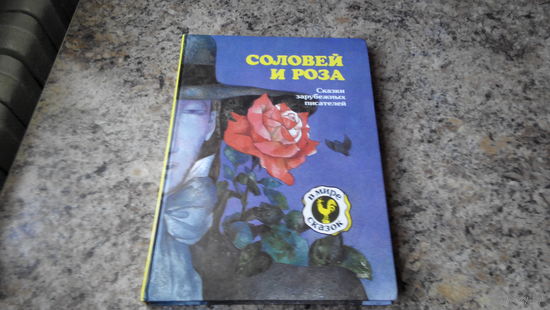 СОЛОВЕЙ
И РОЗА
Сказки
зарубежных
писателей
в мире
сказок